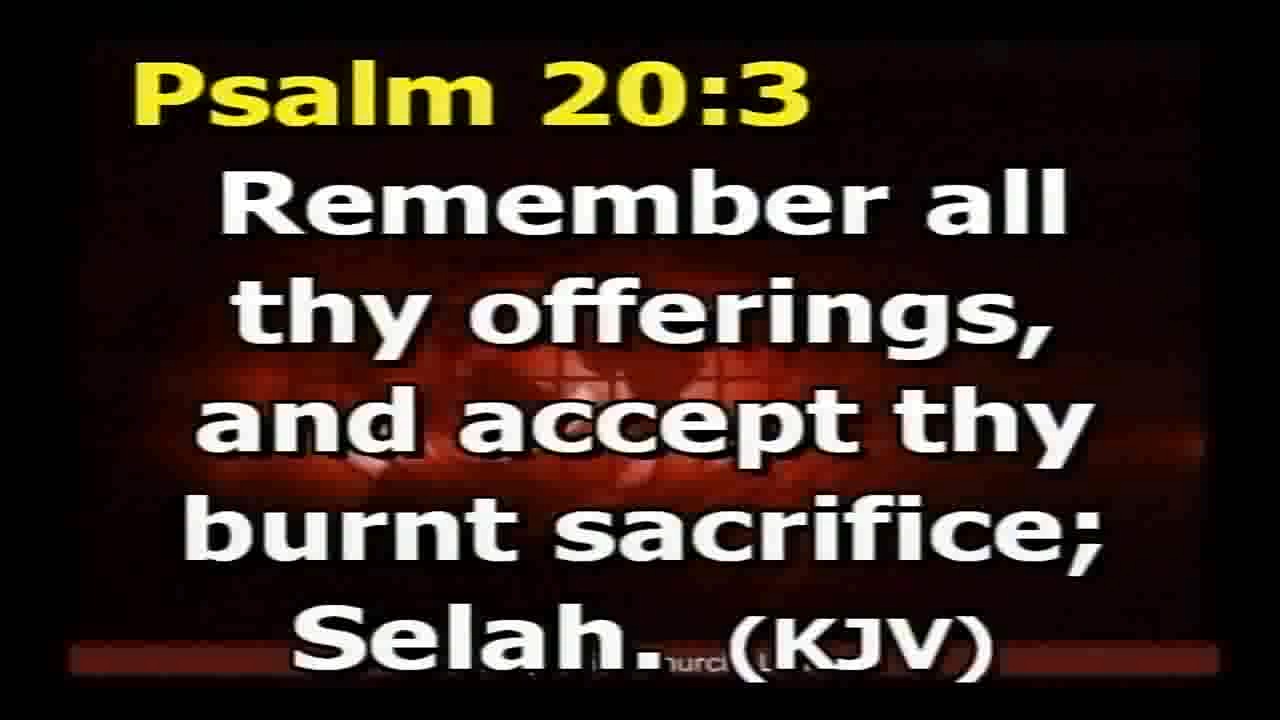 Psalm 20:3
Remember all
thy offerings,
and accept thy
burnt sacrifice;
Selah. (KJV)